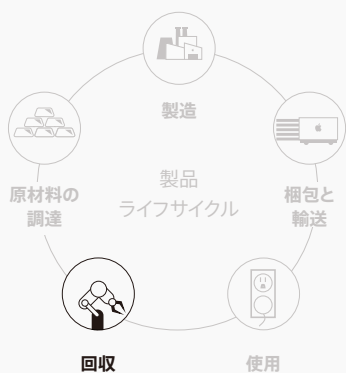 製造
原材料の
調達
製品
ライフサイクル
梱包と
輸送
回収
使用